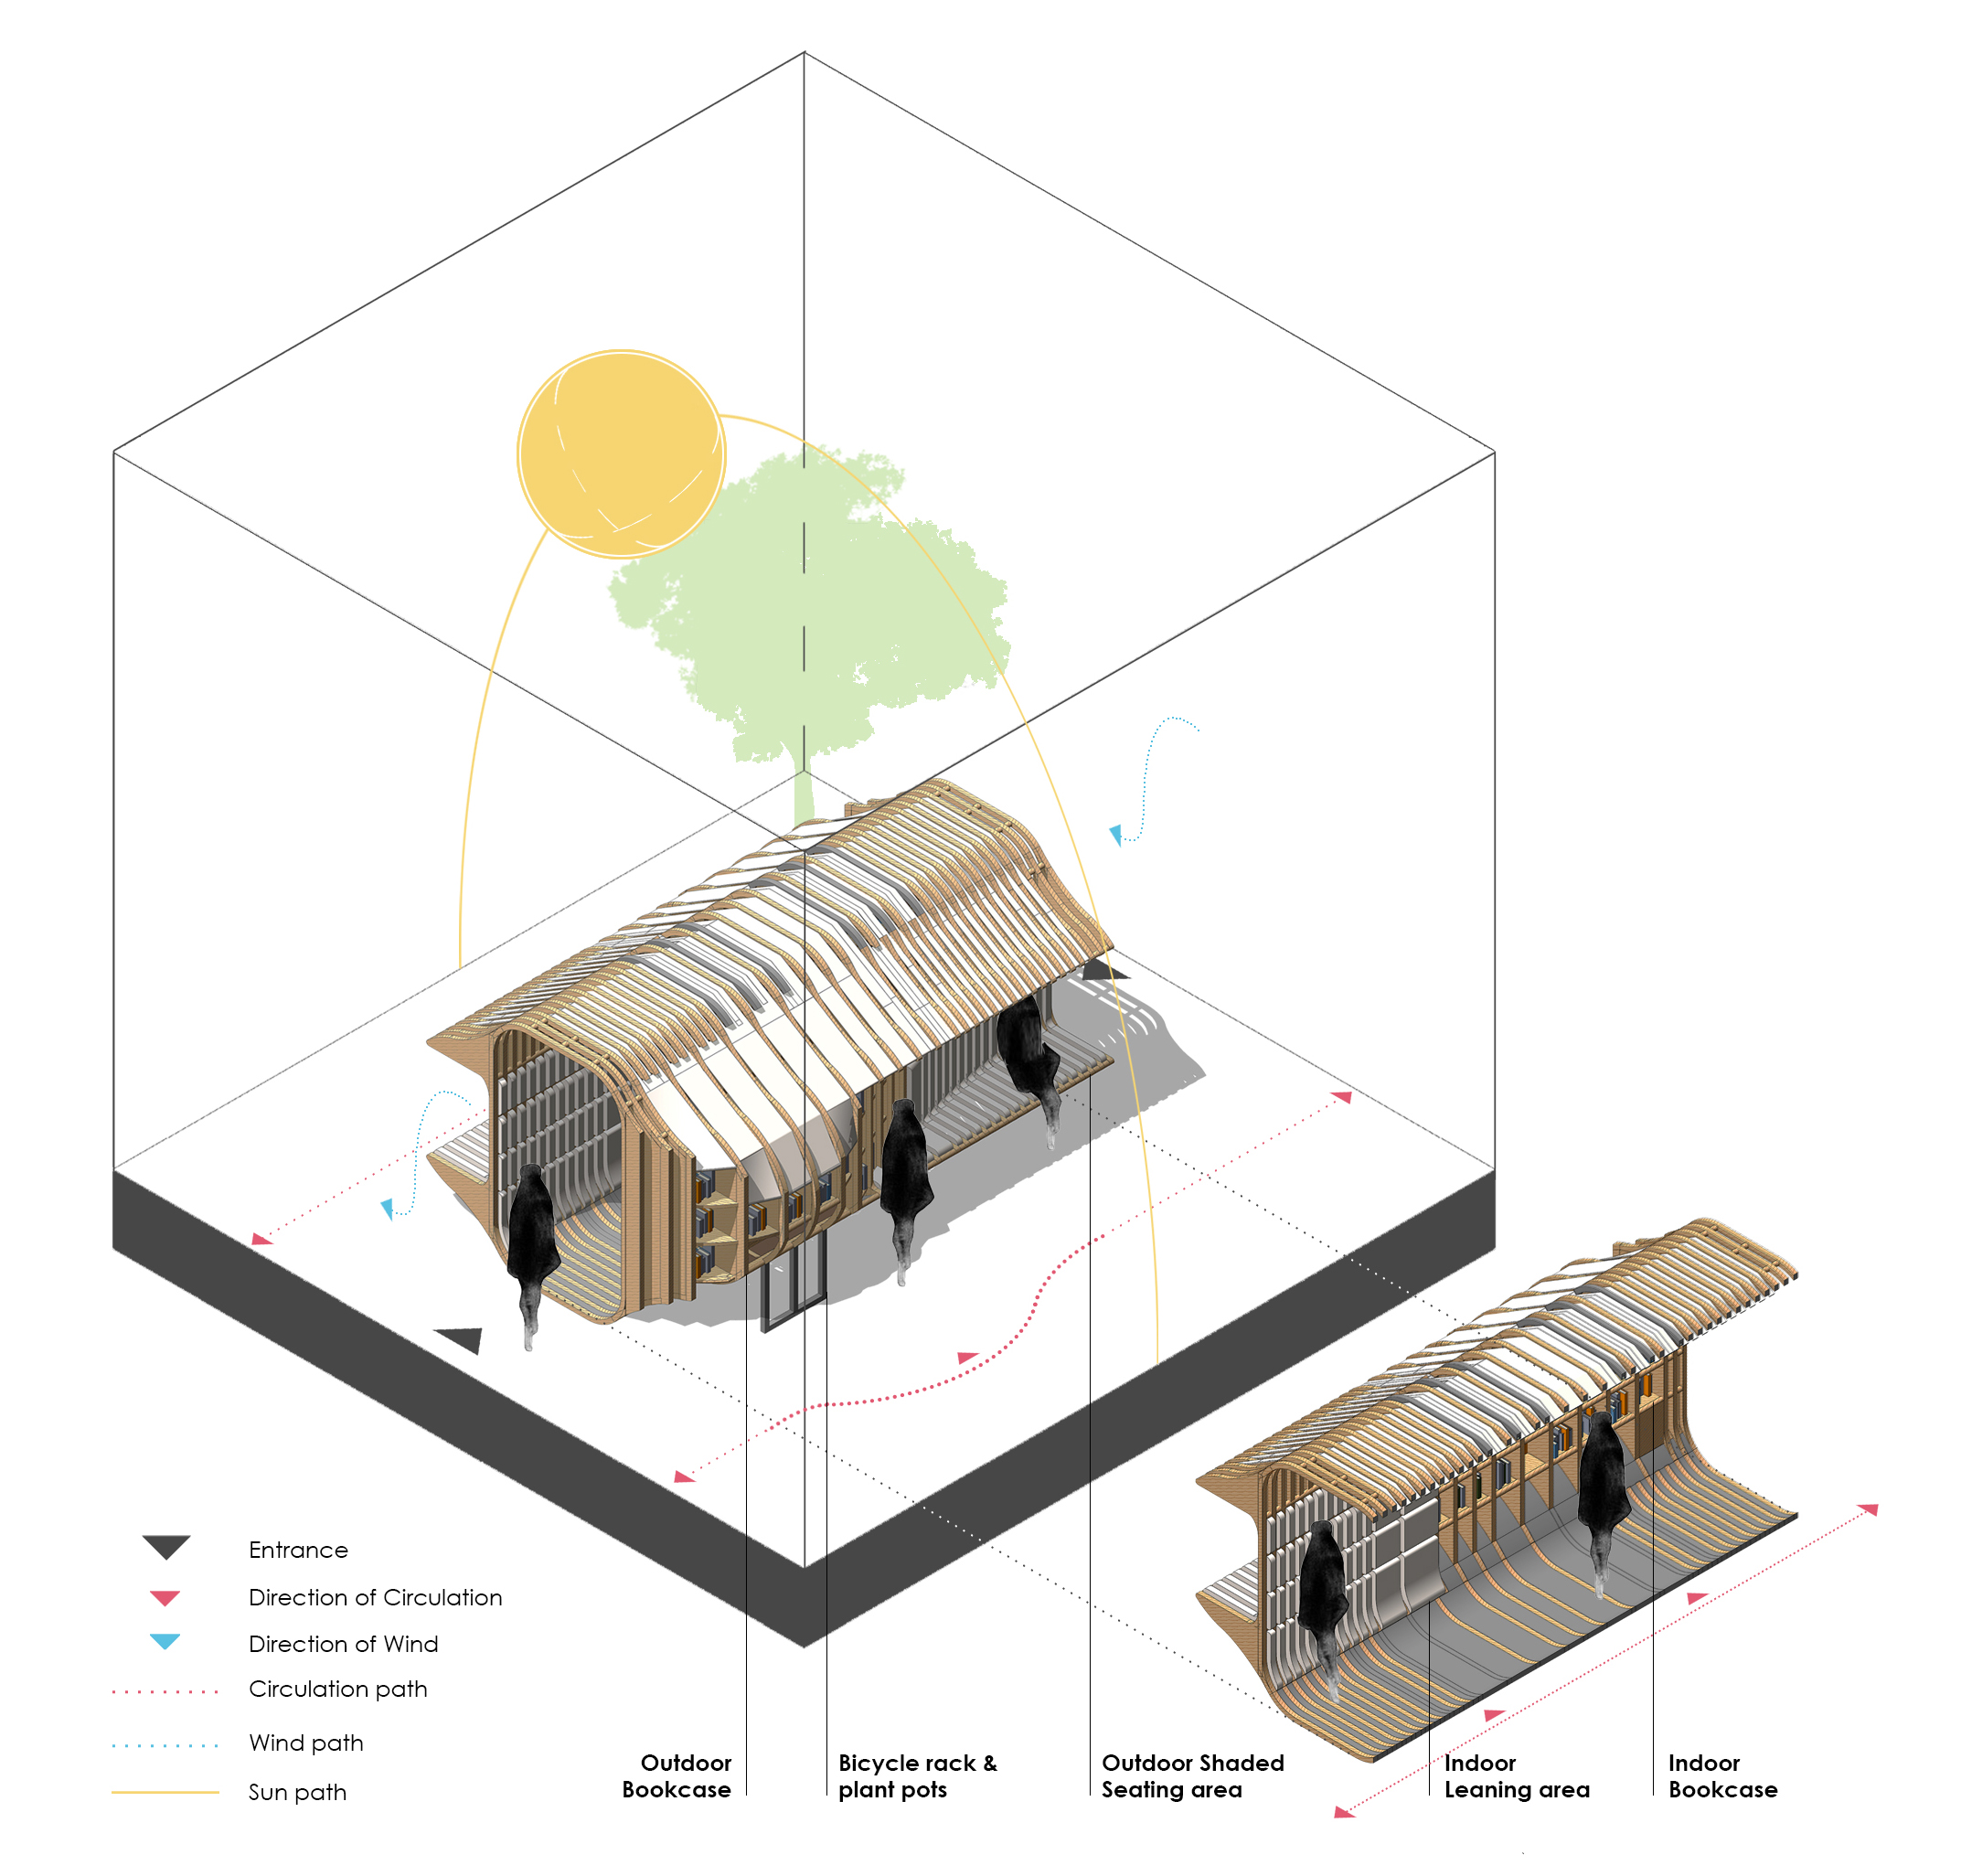 Entrance
Direction of Circulation
Direction of Wind
Circulation path
Wind path
Sun path
Outdoor
Bookcase
Bicycle rack &
plant pots
Outdoor Shaded
Seating area
Indoor
Leaning area
Indoor
Bookcase